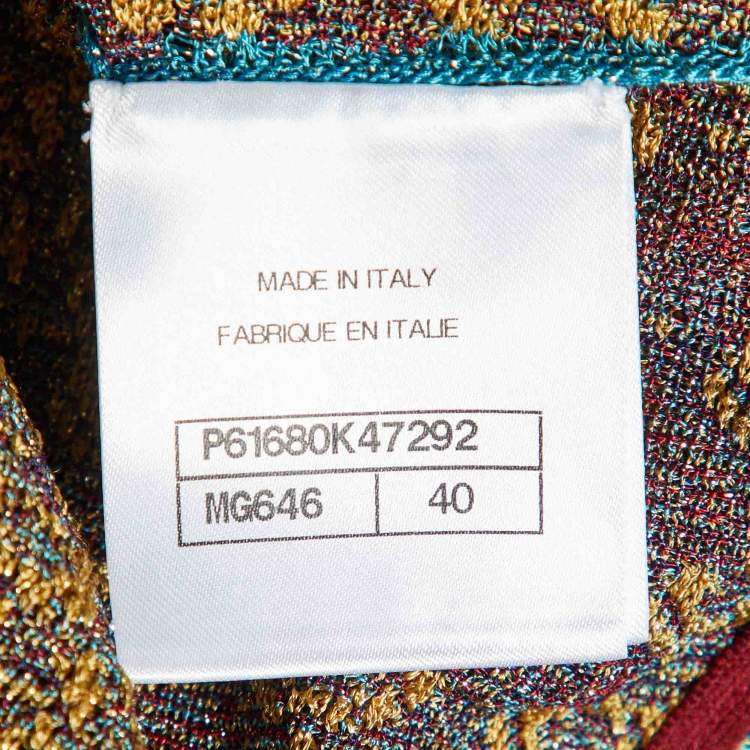 MADE IN ITALY
FABRIQUE EN ITALIE
P61680K47292
MG646 40